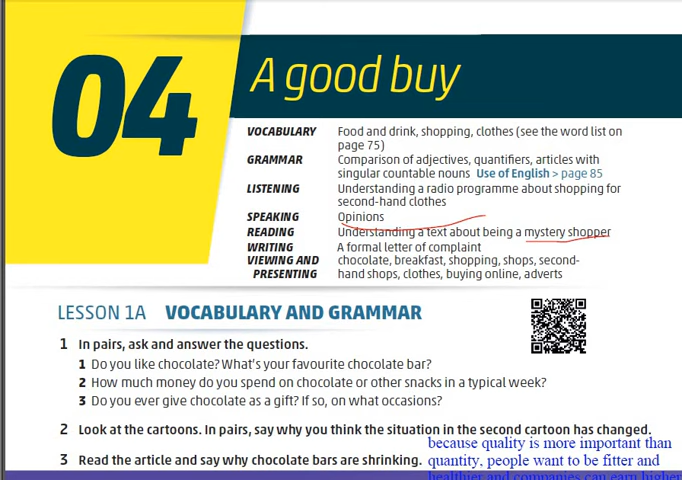 04
A good buy
VOCABULARY Food and drink, shopping, clothes (see the word list on
page 75)
GRAMMAR Comparison of adjectives, quantifiers, articles with
singular countable nouns Use of English > page 85
LISTENING Understanding a radio programme about shopping for
second-hand clothes
SPEAKING Opinions
READING Understanding a text about being a mystery shopper
WRITING A formal letter of complaint
VIEWING AND chocolate, breakfast, shopping, shops, second-
PRESENTING hand shops, clothes, buying online, adverts
LESSON 1A VOCABULARY AND GRAMMAR
1 In pairs, ask and answer the questions.
1 Do you like chocolate? What's your favourite chocolate bar?
2 How much money do you spend on chocolate or other snacks in a typical week?
3 Do you ever give chocolate as a gift? If so, on what occasions?
2 Look at the cartoons. In pairs, say why you think the situation in the second cartoon has changed.
3 Read the article and say why chocolate bars are shrinking.
because quality is more important than
quantity, people want to be fitter and
healthier and companies can earn higher